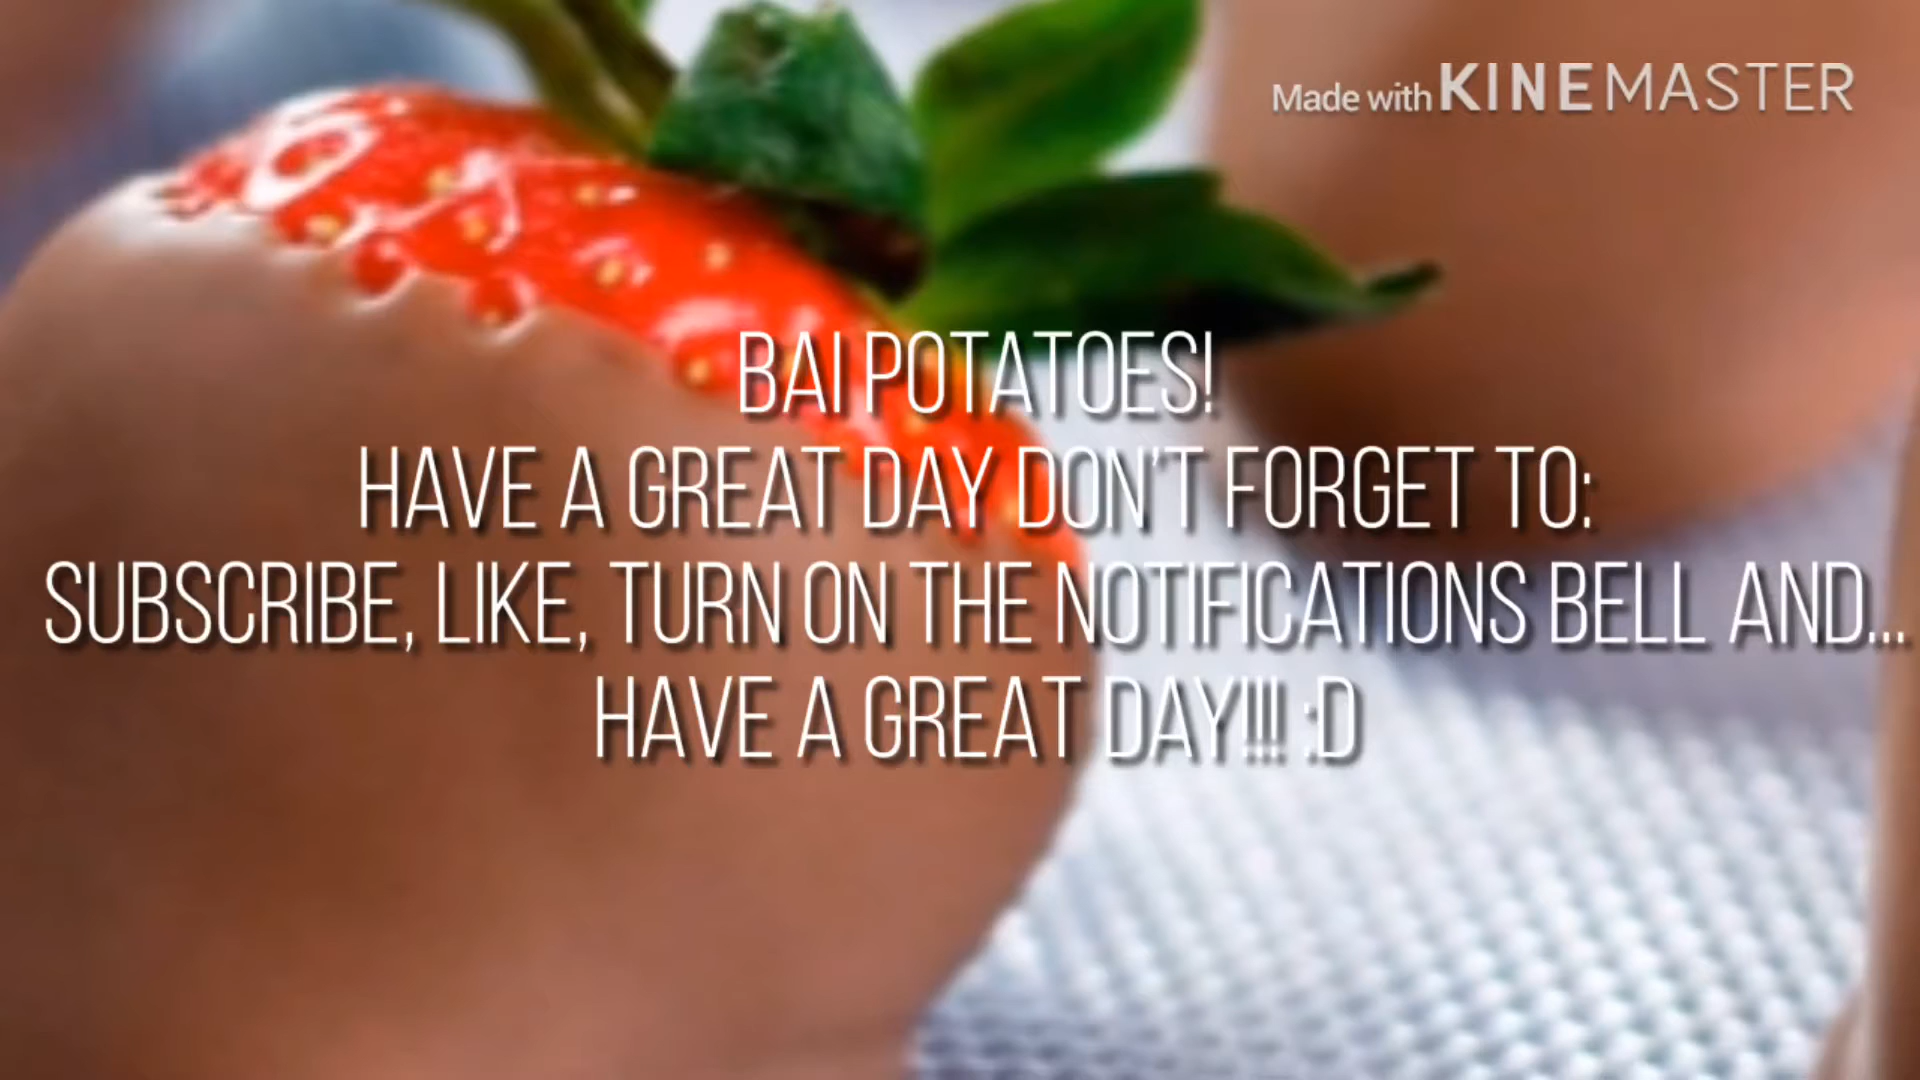 Made with KINEMASTER
BAI POTATOES!
HAVE A GREAT DAY DON'T FORGET TO:
SUBSCRIBE, LIKE, TURN ON THE NOTIFICATIONS BELL AND...
HAVE A GREAT DAY!!! :D